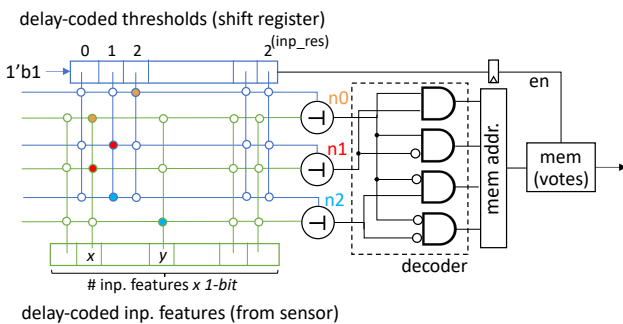 delay-coded thresholds (shift register)
0 1 2 2(inp_res)
1'b1
en
n0
n1
n2
⊣
⊣
⊣
mem addr.
mem
(votes)
decoder
x y
# inp. features x 1-bit
delay-coded inp. features (from sensor)